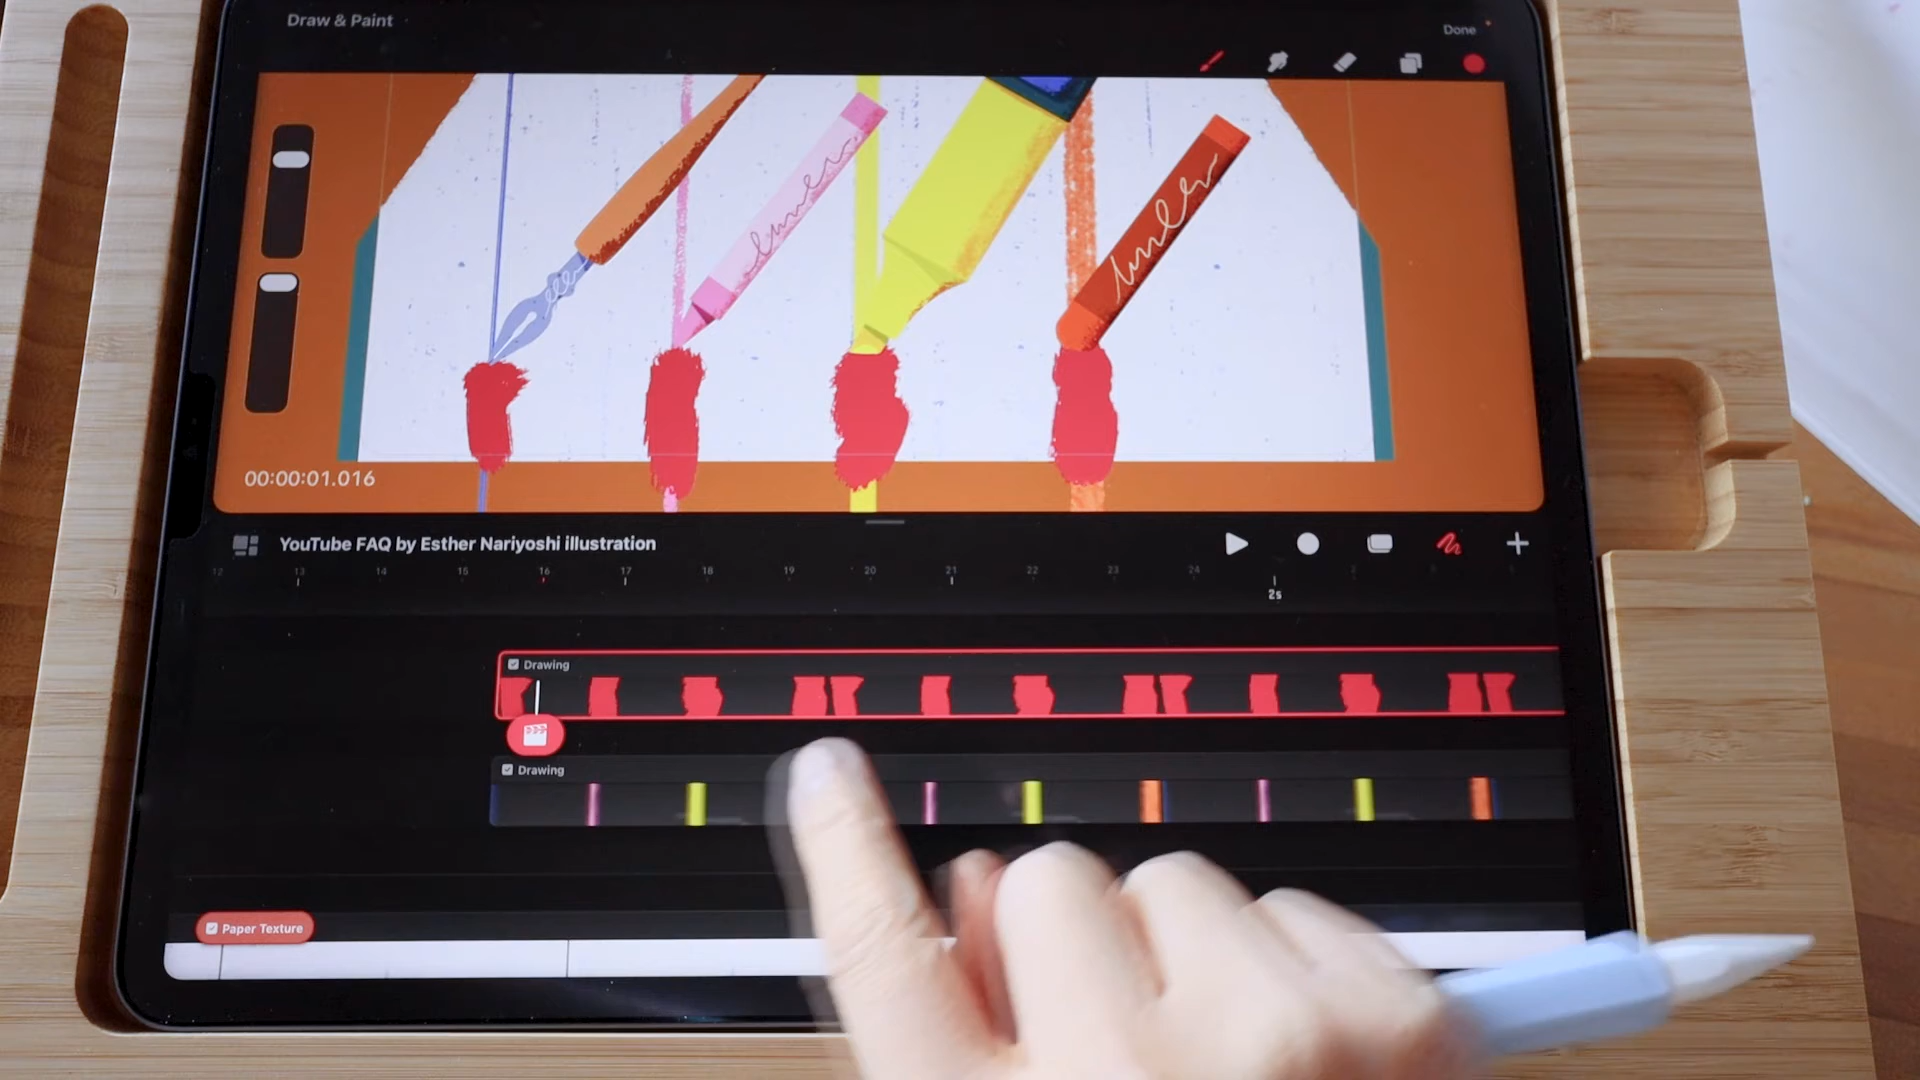 Draw & Paint
Done
00:00:01.016
YouTube FAQ by Esther Nariyoshi illustration
12 13 14 15 16 17 18 19 20 21 22 23 24
2s
Drawing
Drawing
Paper Texture